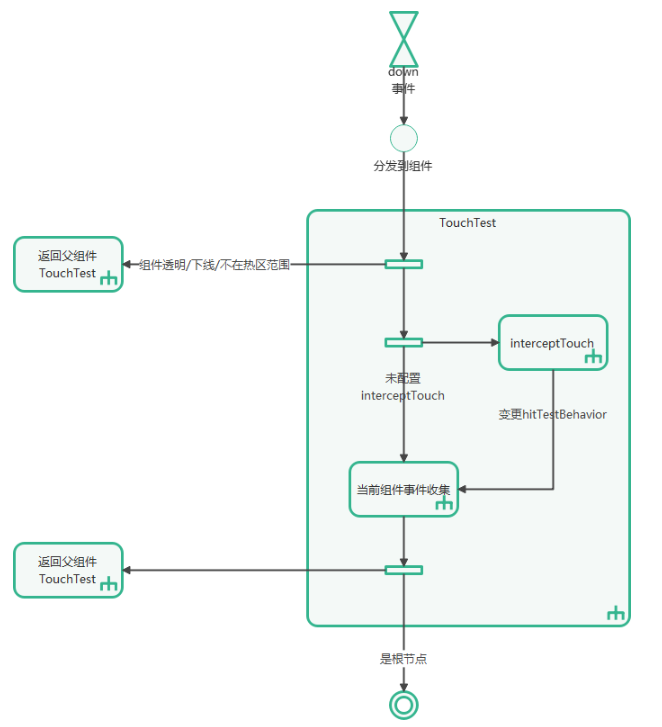 down
事件
分发到组件
TouchTest
返回父组件
TouchTest
组件透明/下线/不在热区范围
interceptTouch
未配置
interceptTouch
变更hitTestBehavior
当前组件事件收集
返回父组件
TouchTest
是根节点